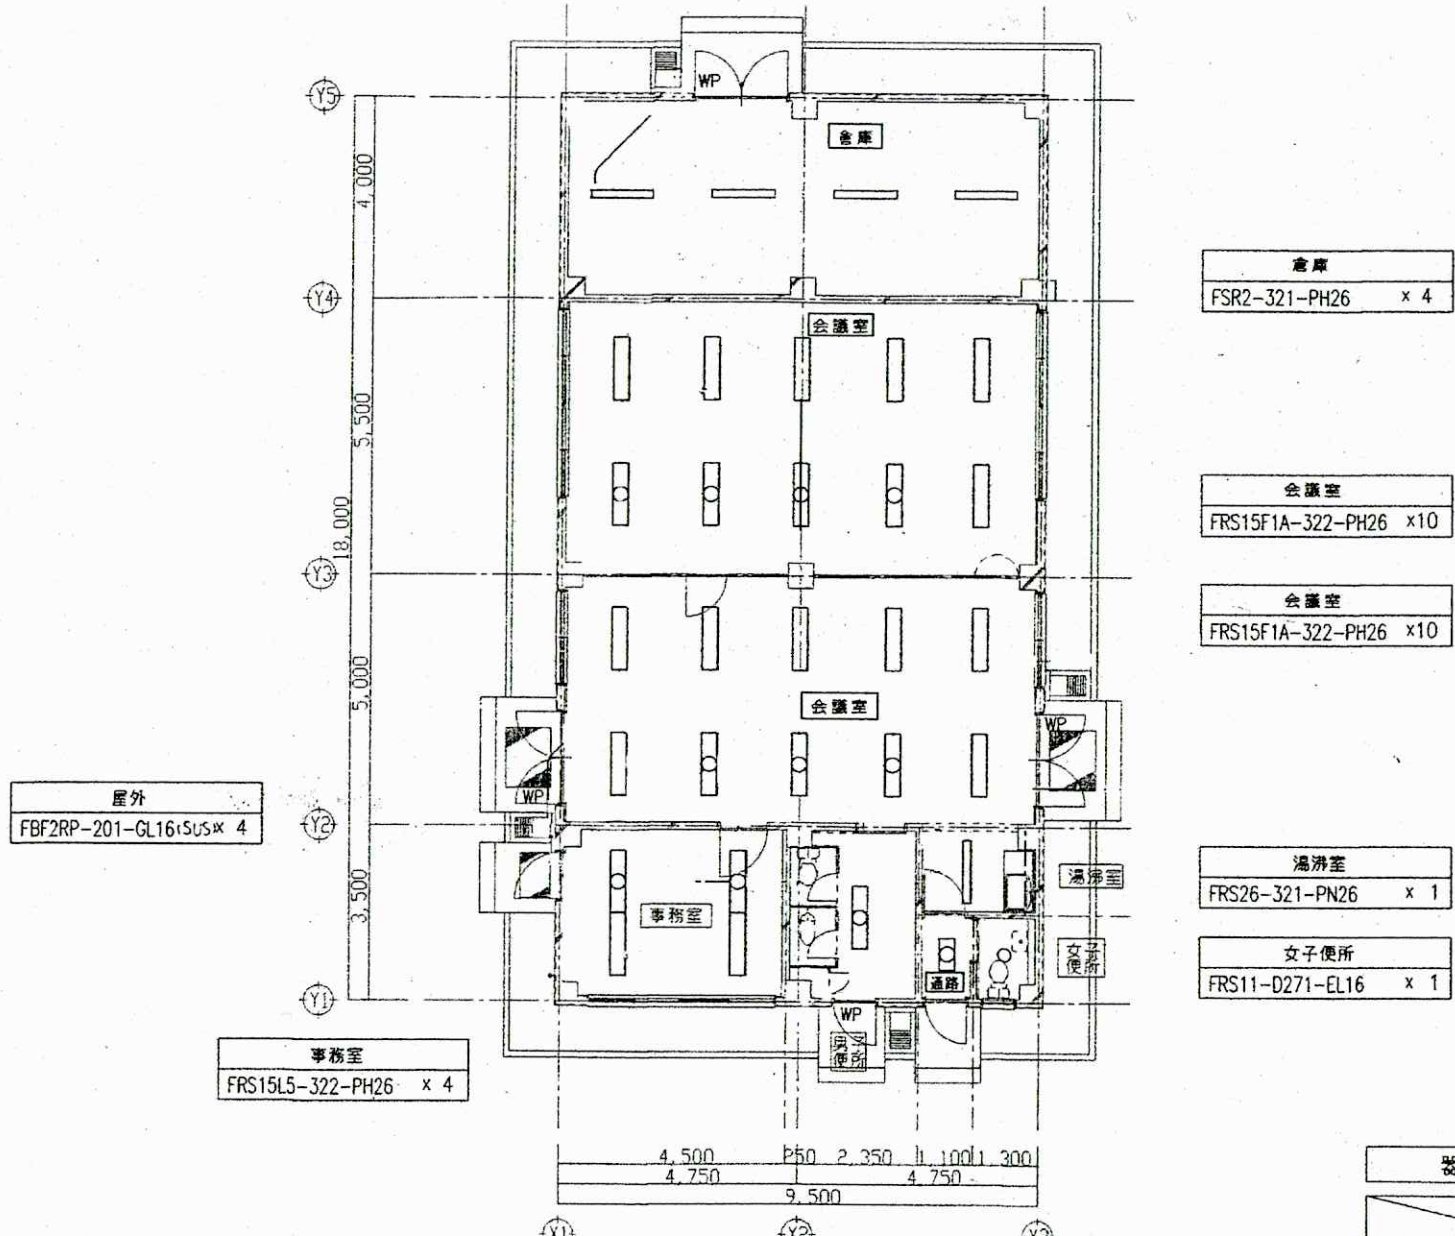 WP
Y5
倉庫
4,000
倉庫
FSR2-321-PH26 x 4
Y4
会議室
5,500
会議室
FRS15F1A-322-PH26 x10
18,000
Y3
会議室
FRS15F1A-322-PH26 x10
5,000
会議室
WP
WP
屋外
FBF2RP-201-GL16(SUS)x 4
Y2
湯沸室
湯沸室
FRS26-321-PN26 x 1
3,500
事務室
女子便所
通路
女子便所
FRS11-D271-EL16 x 1
Y1
WP
男子便所
事務室
FRS15L5-322-PH26 x 4
4,500 250 2,350 1,100 1,300
4,750 4,750
9,500
X1 X2 X3